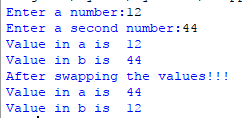 Enter a number:12
Enter a second number:44
Value in a is  12
Value in b is  44
After swapping the values!!!
Value in a is  44
Value in b is  12